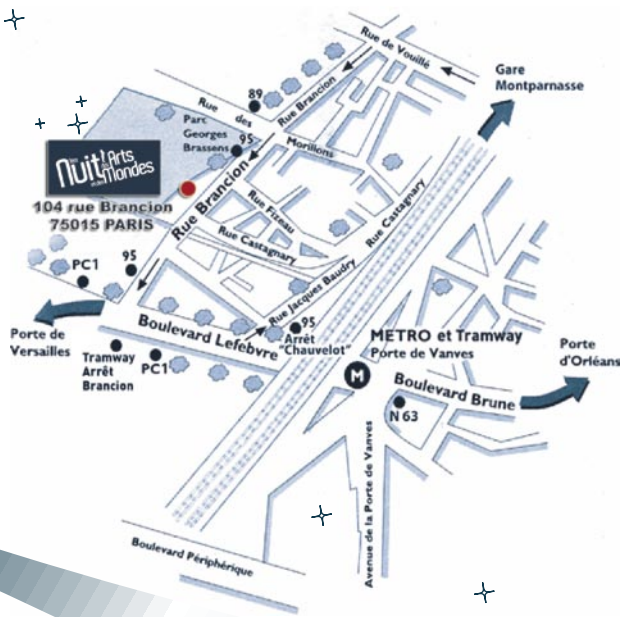 Rue de Vouillé
Gare
Montparnasse
Rue Brancion
89
Rue des
Morillons
Parc
Georges
Brassens
95
Nuit Arts
Mondes
104 rue Brancion
75015 PARIS
Rue Brancion
Rue Fizeau
Rue Castagnary
Rue Castagnary
Rue Jacques Baudry
PC1
95
Porte de
Versailles
Boulevard Lefebvre
95
Arrêt
"Chauvelot"
Tramway
Arrêt
Brancion
PC1
METRO et Tramway
Porte de Vanves
M
Porte
d'Orléans
Boulevard Brune
N 63
Avenue de la Porte de Vanves
Boulevard Périphérique